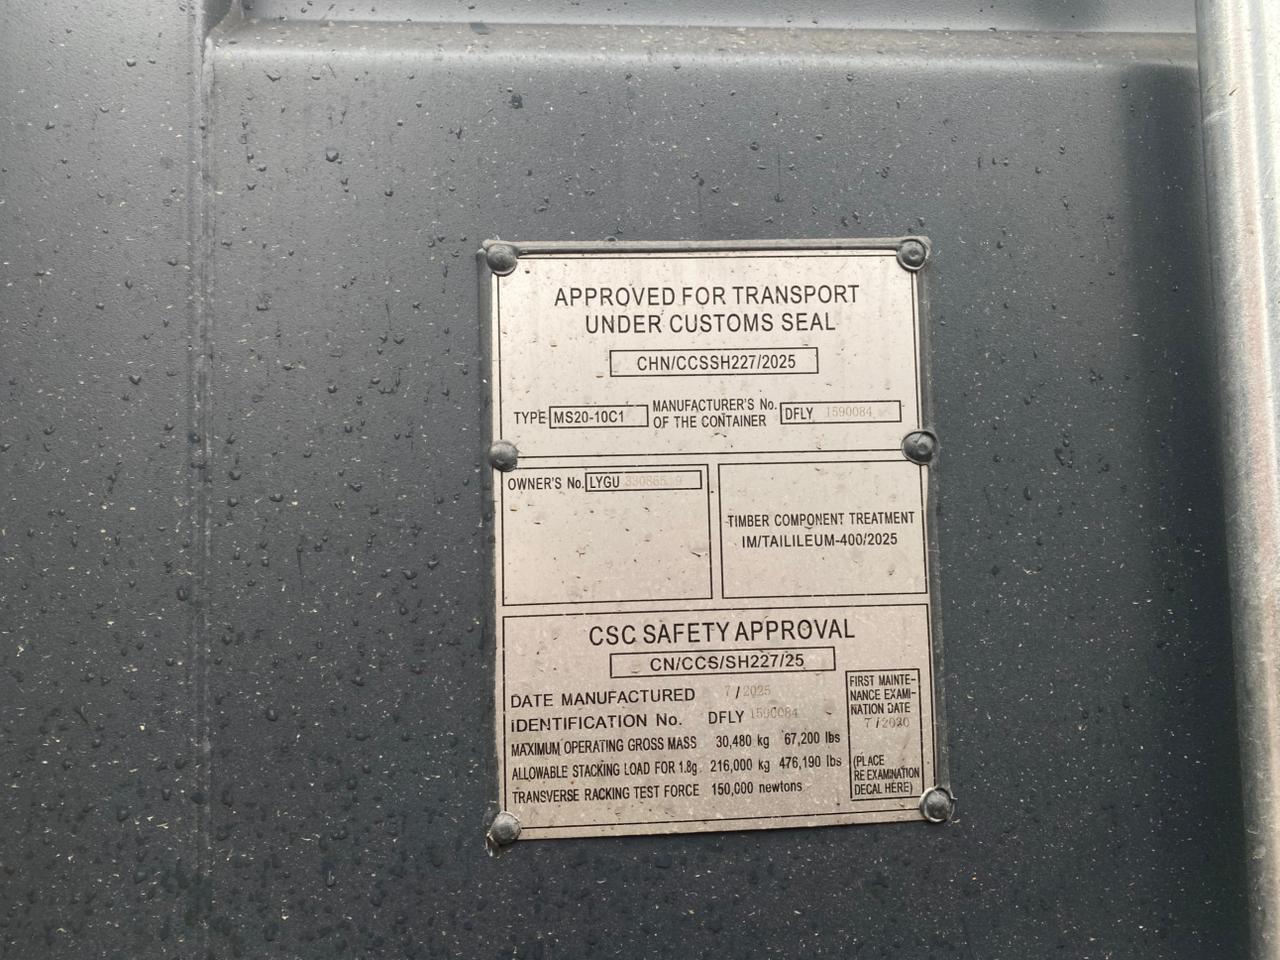 APPROVED FOR TRANSPORT
UNDER CUSTOMS SEAL
CHN/CCSSH227/2025
TYPE MS20-10C1 MANUFACTURER'S No. OF THE CONTAINER DFLY 1590084
OWNER'S No. LYGU
TIMBER COMPONENT TREATMENT
IM/TAILILEUM-400/2025
CSC SAFETY APPROVAL
CN/CCS/SH227/25
DATE MANUFACTURED 7/2025
IDENTIFICATION No. DFLY 1590084
MAXIMUM OPERATING GROSS MASS 30,480 kg 67,200 lbs
ALLOWABLE STACKING LOAD FOR 1.8g 216,000 kg 476,190 lbs
TRANSVERSE RACKING TEST FORCE 150,000 newtons
FIRST MAINTE-
NANCE EXAMI-
NATION DATE
7/2030
(PLACE
RE EXAMINATION
DECAL HERE)